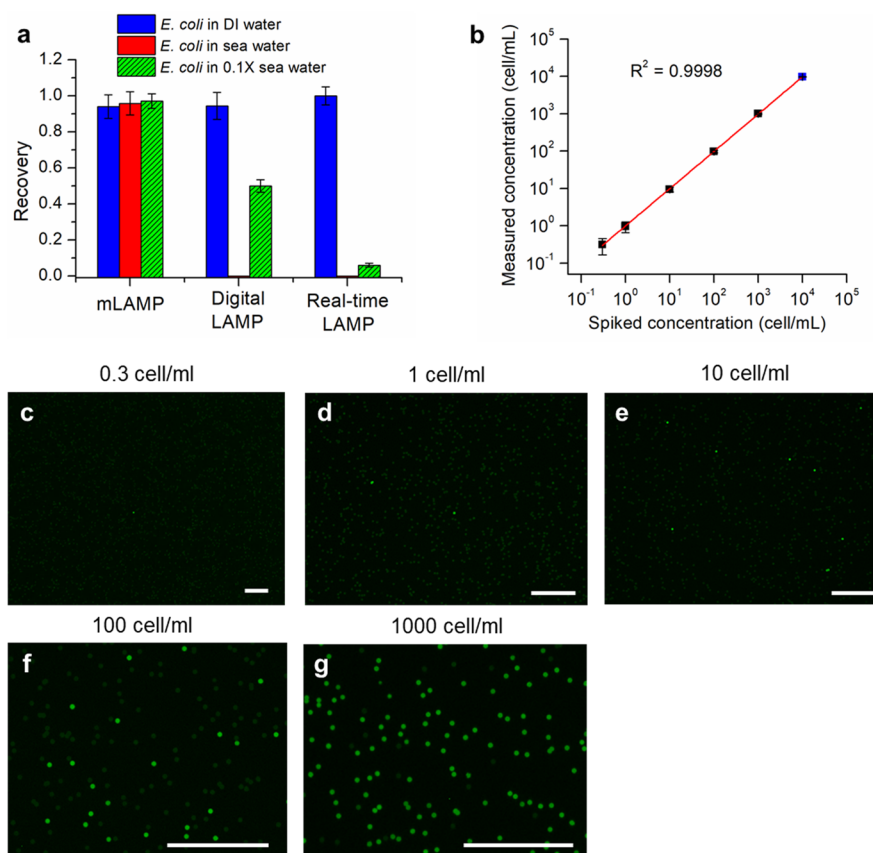 a
E. coli in DI water
E. coli in sea water
E. coli in 0.1X sea water
1.2
1.0
0.8
0.6
0.4
0.2
0.0
Recovery
mLAMP
Digital
LAMP
Real-time
LAMP
b
R² = 0.9998
10⁵
10⁴
10³
10²
10¹
10⁰
10⁻¹
Measured concentration (cell/mL)
10⁻¹ 10⁰ 10¹ 10² 10³ 10⁴ 10⁵
Spiked concentration (cell/mL)
0.3 cell/ml
c
1 cell/ml
d
10 cell/ml
e
100 cell/ml
f
1000 cell/ml
g